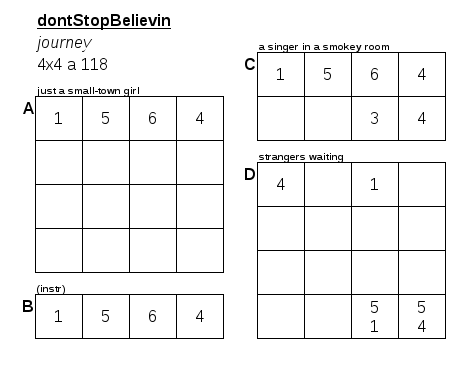 dontStopBelievin
journey
4x4 a 118
just a small-town girl
A
1 5 6 4
(instr)
B
1 5 6 4
a singer in a smokey room
C
1 5 6 4
3 4
strangers waiting
D
4 1
5 5
1 4